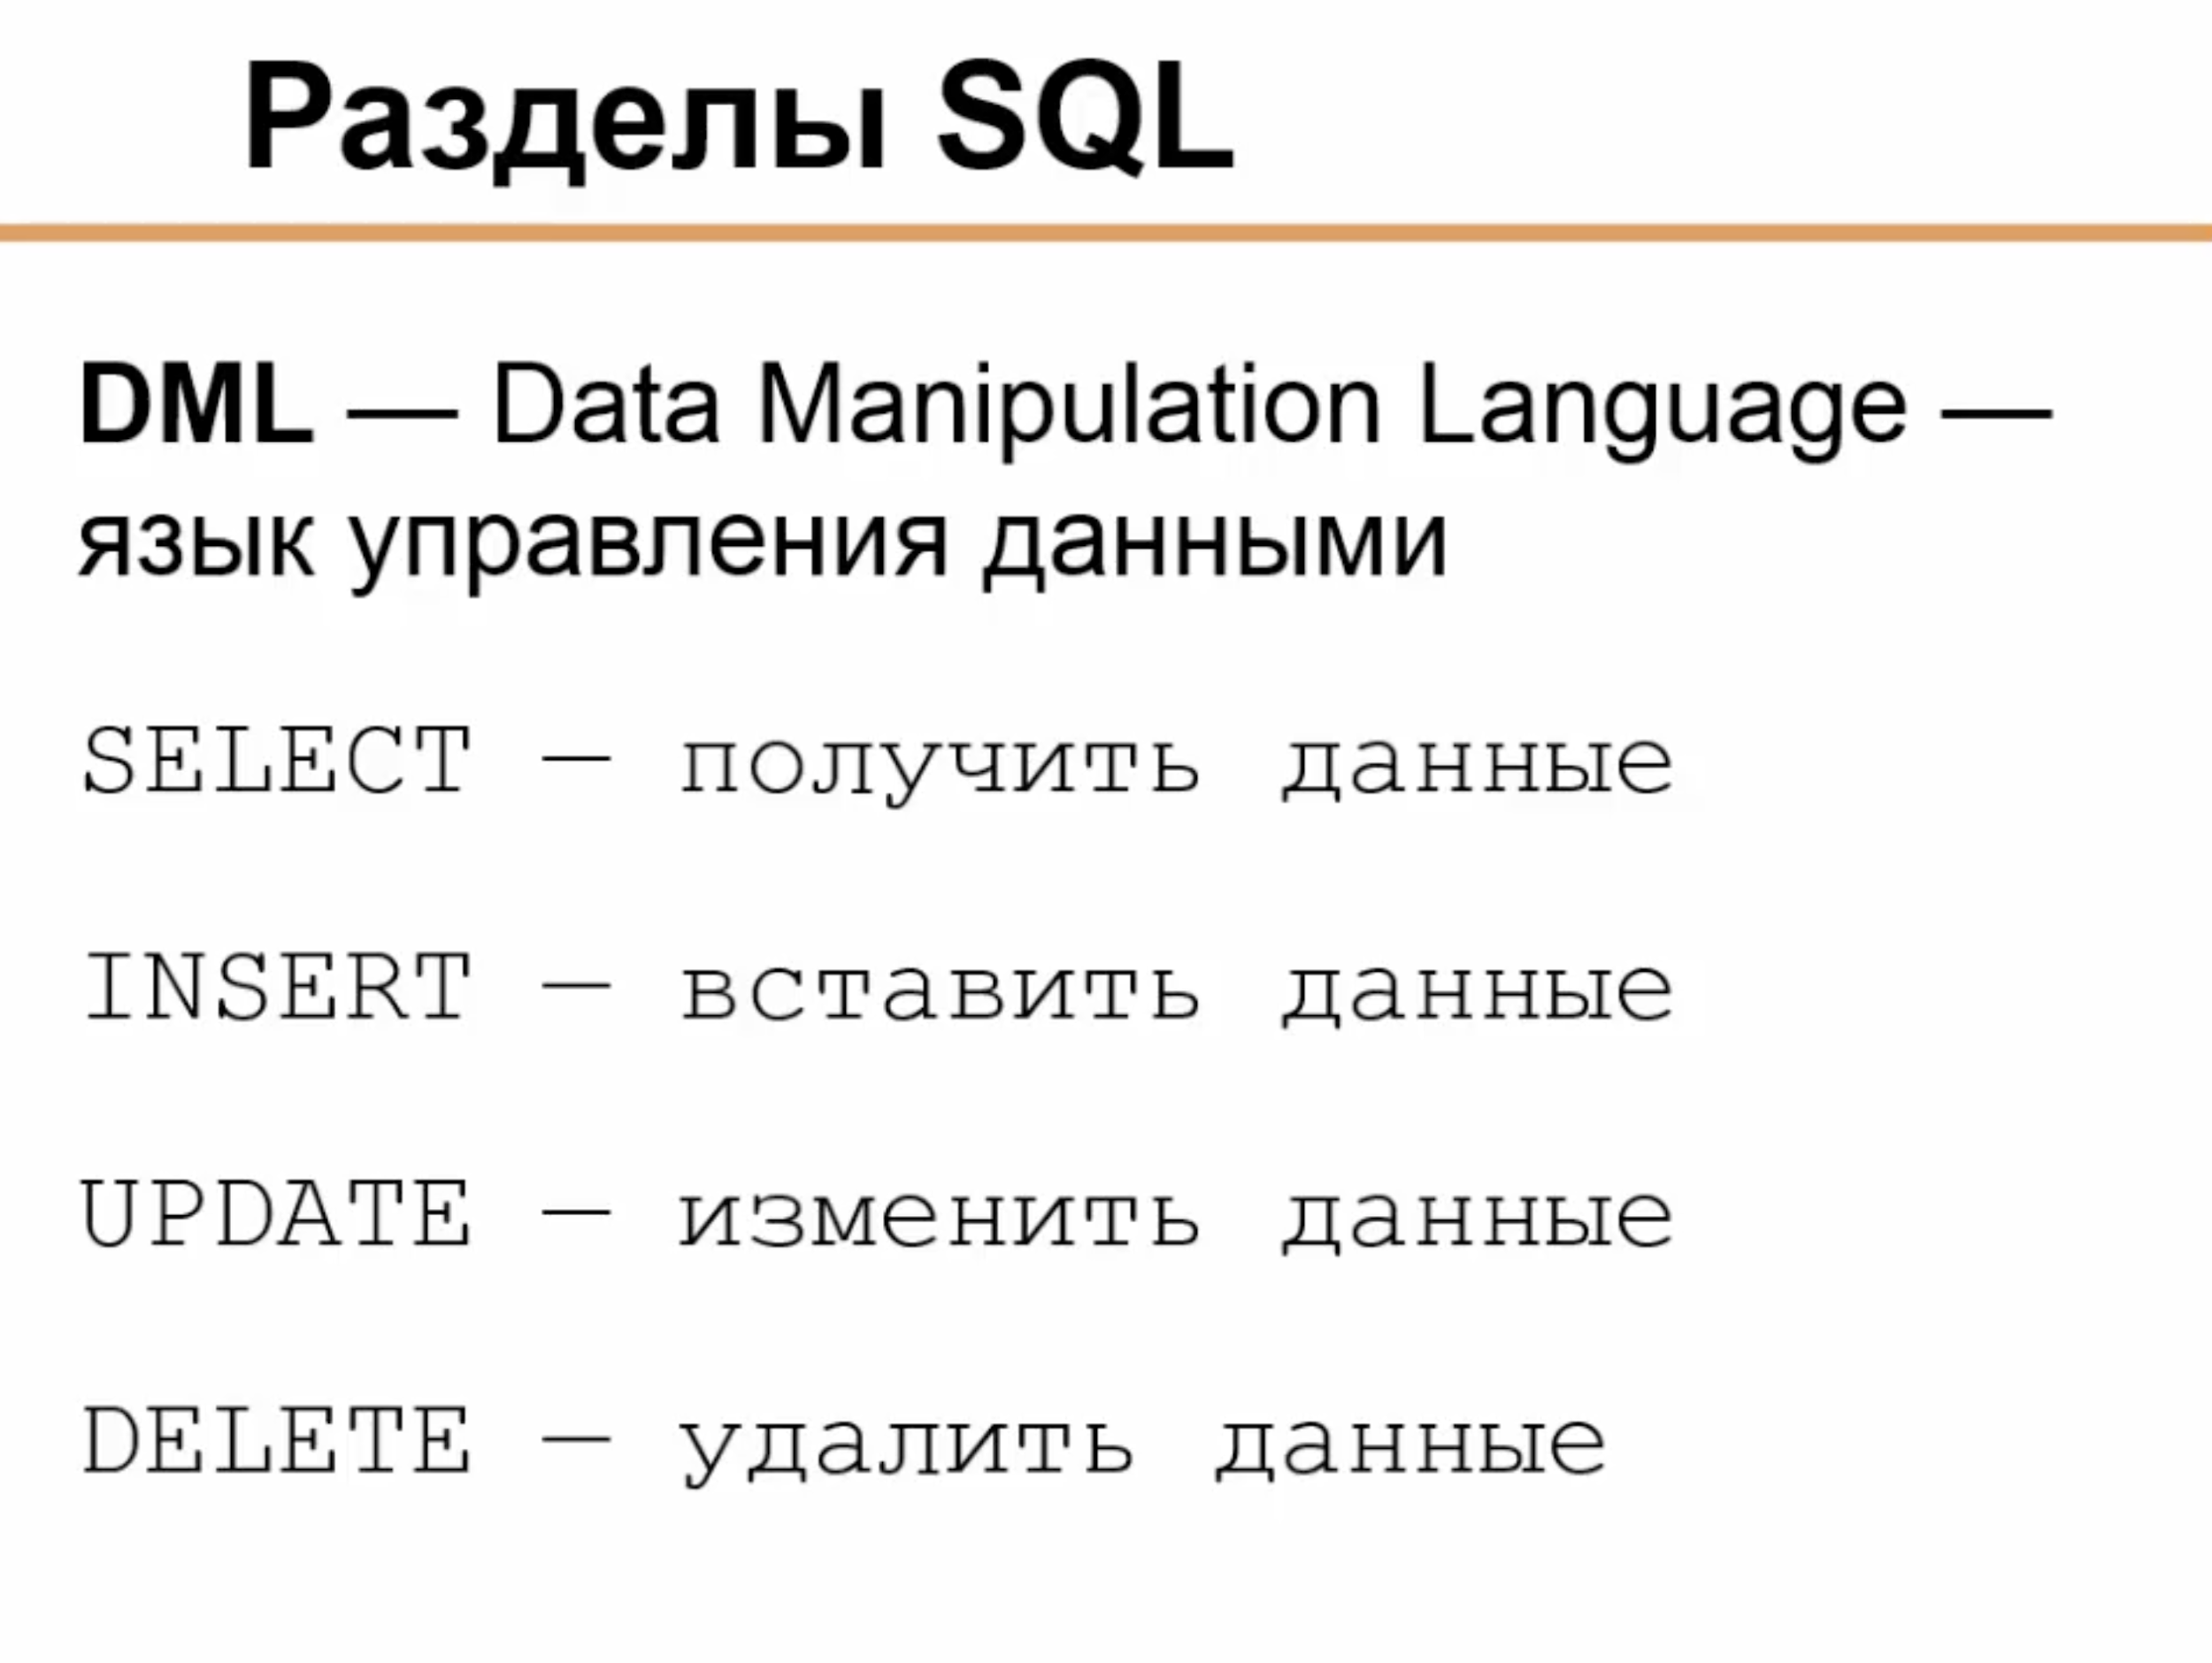 Разделы SQL
DML — Data Manipulation Language —
язык управления данными
SELECT — получить данные
INSERT — вставить данные
UPDATE — изменить данные
DELETE — удалить данные